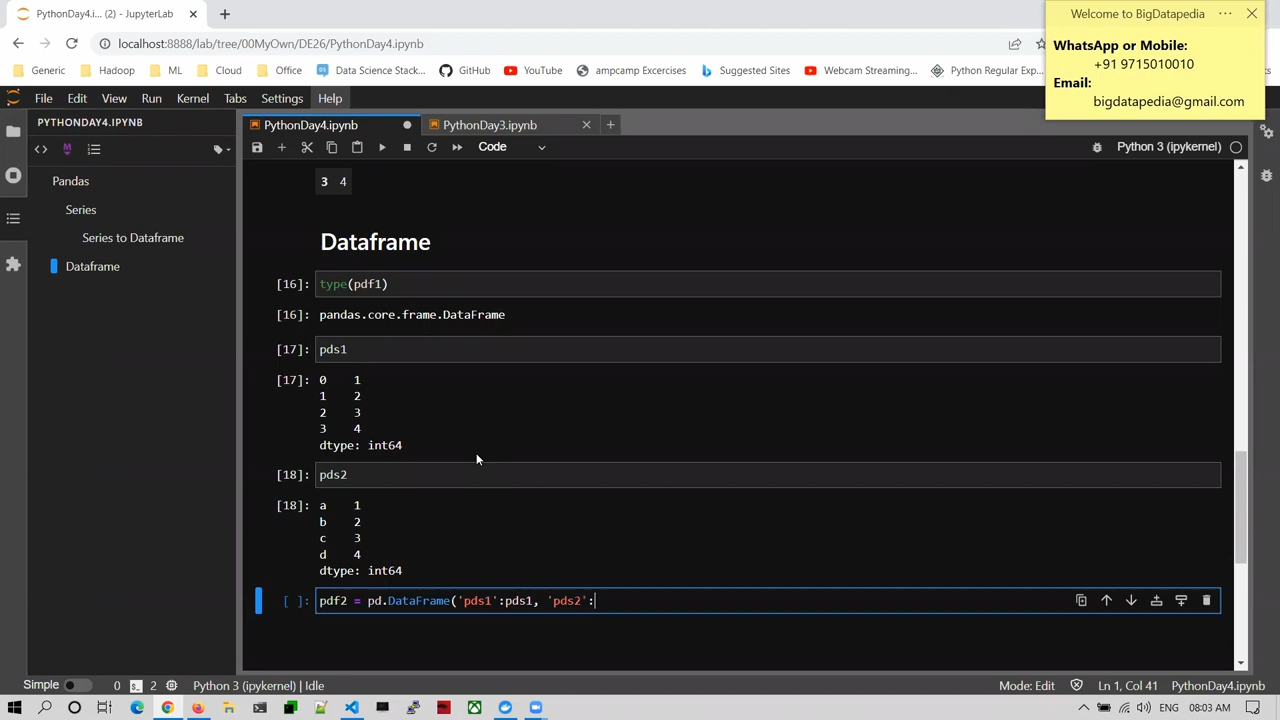 PythonDay4.i... (2) - JupyterLab
localhost:8888/lab/tree/00MyOwn/DE26/PythonDay4.ipynb
Generic Hadoop ML Cloud Office Data Science Stack... GitHub YouTube ampcamp Excercises Suggested Sites Webcam Streaming... Python Regular Exp...
Welcome to BigDatapedia ...
WhatsApp or Mobile:
+91 9715010010
Email:
bigdatapedia@gmail.com
File Edit View Run Kernel Tabs Settings Help
PYTHONDAY4.IPYNB
Pandas
Series
Series to Dataframe
Dataframe
PythonDay4.ipynb PythonDay3.ipynb
Code Python 3 (ipykernel)
3 4
Dataframe
[16]: type(pdf1)
[16]: pandas.core.frame.DataFrame
[17]: pds1
[17]: 0 1
1 2
2 3
3 4
dtype: int64
[18]: pds2
[18]: a 1
b 2
c 3
d 4
dtype: int64
[ ]: pdf2 = pd.DataFrame('pds1':pds1, 'pds2':
Simple 0 2 Python 3 (ipykernel) | Idle Mode: Edit Ln 1, Col 41 PythonDay4.ipynb
ENG 08:03 AM